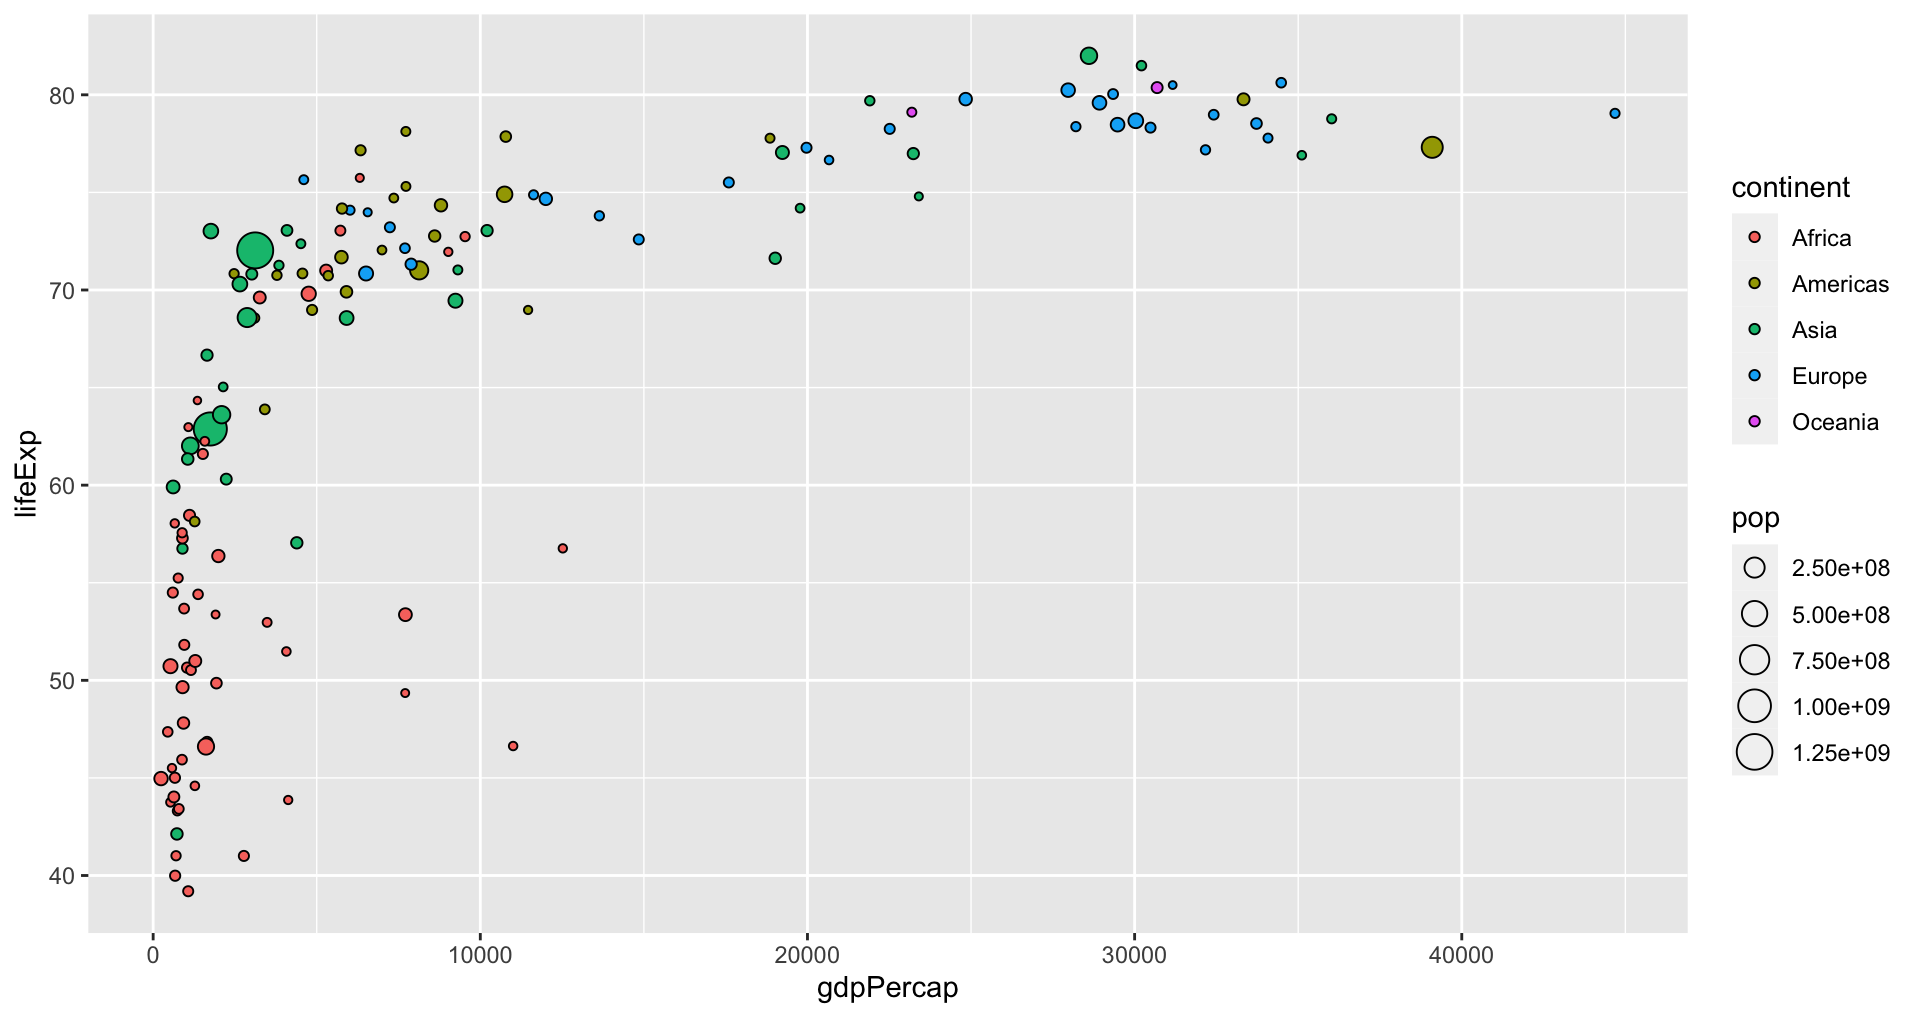 lifeExp
80
70
60
50
40
0
10000
20000
30000
40000
gdpPercap
continent
Africa
Americas
Asia
Europe
Oceania
pop
2.50e+08
5.00e+08
7.50e+08
1.00e+09
1.25e+09